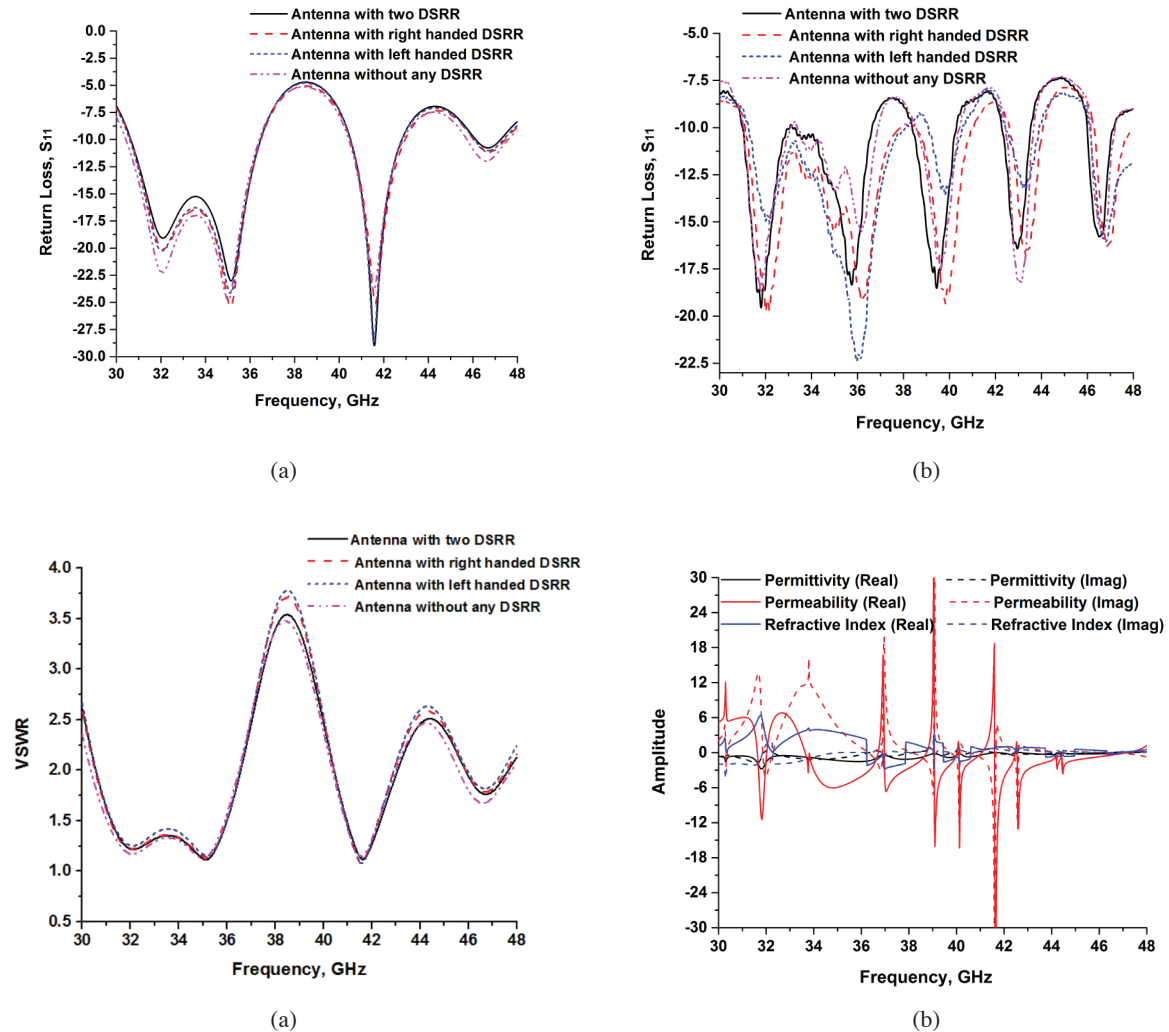 Antenna with two DSRR
Antenna with right handed DSRR
Antenna with left handed DSRR
Antenna without any DSRR
0.0
-2.5
-5.0
-7.5
-10.0
-12.5
-15.0
-17.5
-20.0
-22.5
-25.0
-27.5
-30.0
Return Loss, S11
30 32 34 36 38 41 42 44 46 48
Frequency, GHz
(a)
Antenna with two DSRR
Antenna with right handed DSRR
Antenna with left handed DSRR
Antenna without any DSRR
-5.0
-7.5
-10.0
-12.5
-15.0
-17.5
-20.0
-22.5
Return Loss, S11
30 32 34 36 38 40 42 44 46 48
Frequency, GHz
(b)
Antenna with two DSRR
Antenna with right handed DSRR
Antenna with left handed DSRR
Antenna without any DSRR
4.0
3.5
3.0
2.5
2.0
1.5
1.0
0.5
VSWR
30 32 34 36 38 40 42 44 46 48
Frequency, GHz
(a)
Permittivity (Real) Permittivity (Imag)
Permeability (Real) Permeability (Imag)
Refractive Index (Real) Refractive Index (Imag)
30
24
18
12
6
0
-6
-12
-18
-24
-30
Amplitude
30 32 34 36 38 40 42 44 46 48
Frequency, GHz
(b)